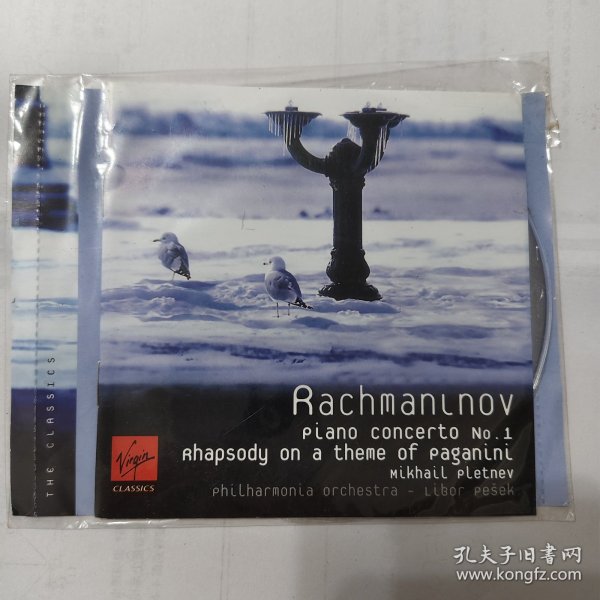 THE CLASSICS
Rachmaninov
Piano concerto No.1
Rhapsody on a theme of Paganini
Mikhail Pletnev
Philharmonia orchestra - Libor Pešek
Virgin
CLASSICS
孔夫子旧书网
www.kongfz.com